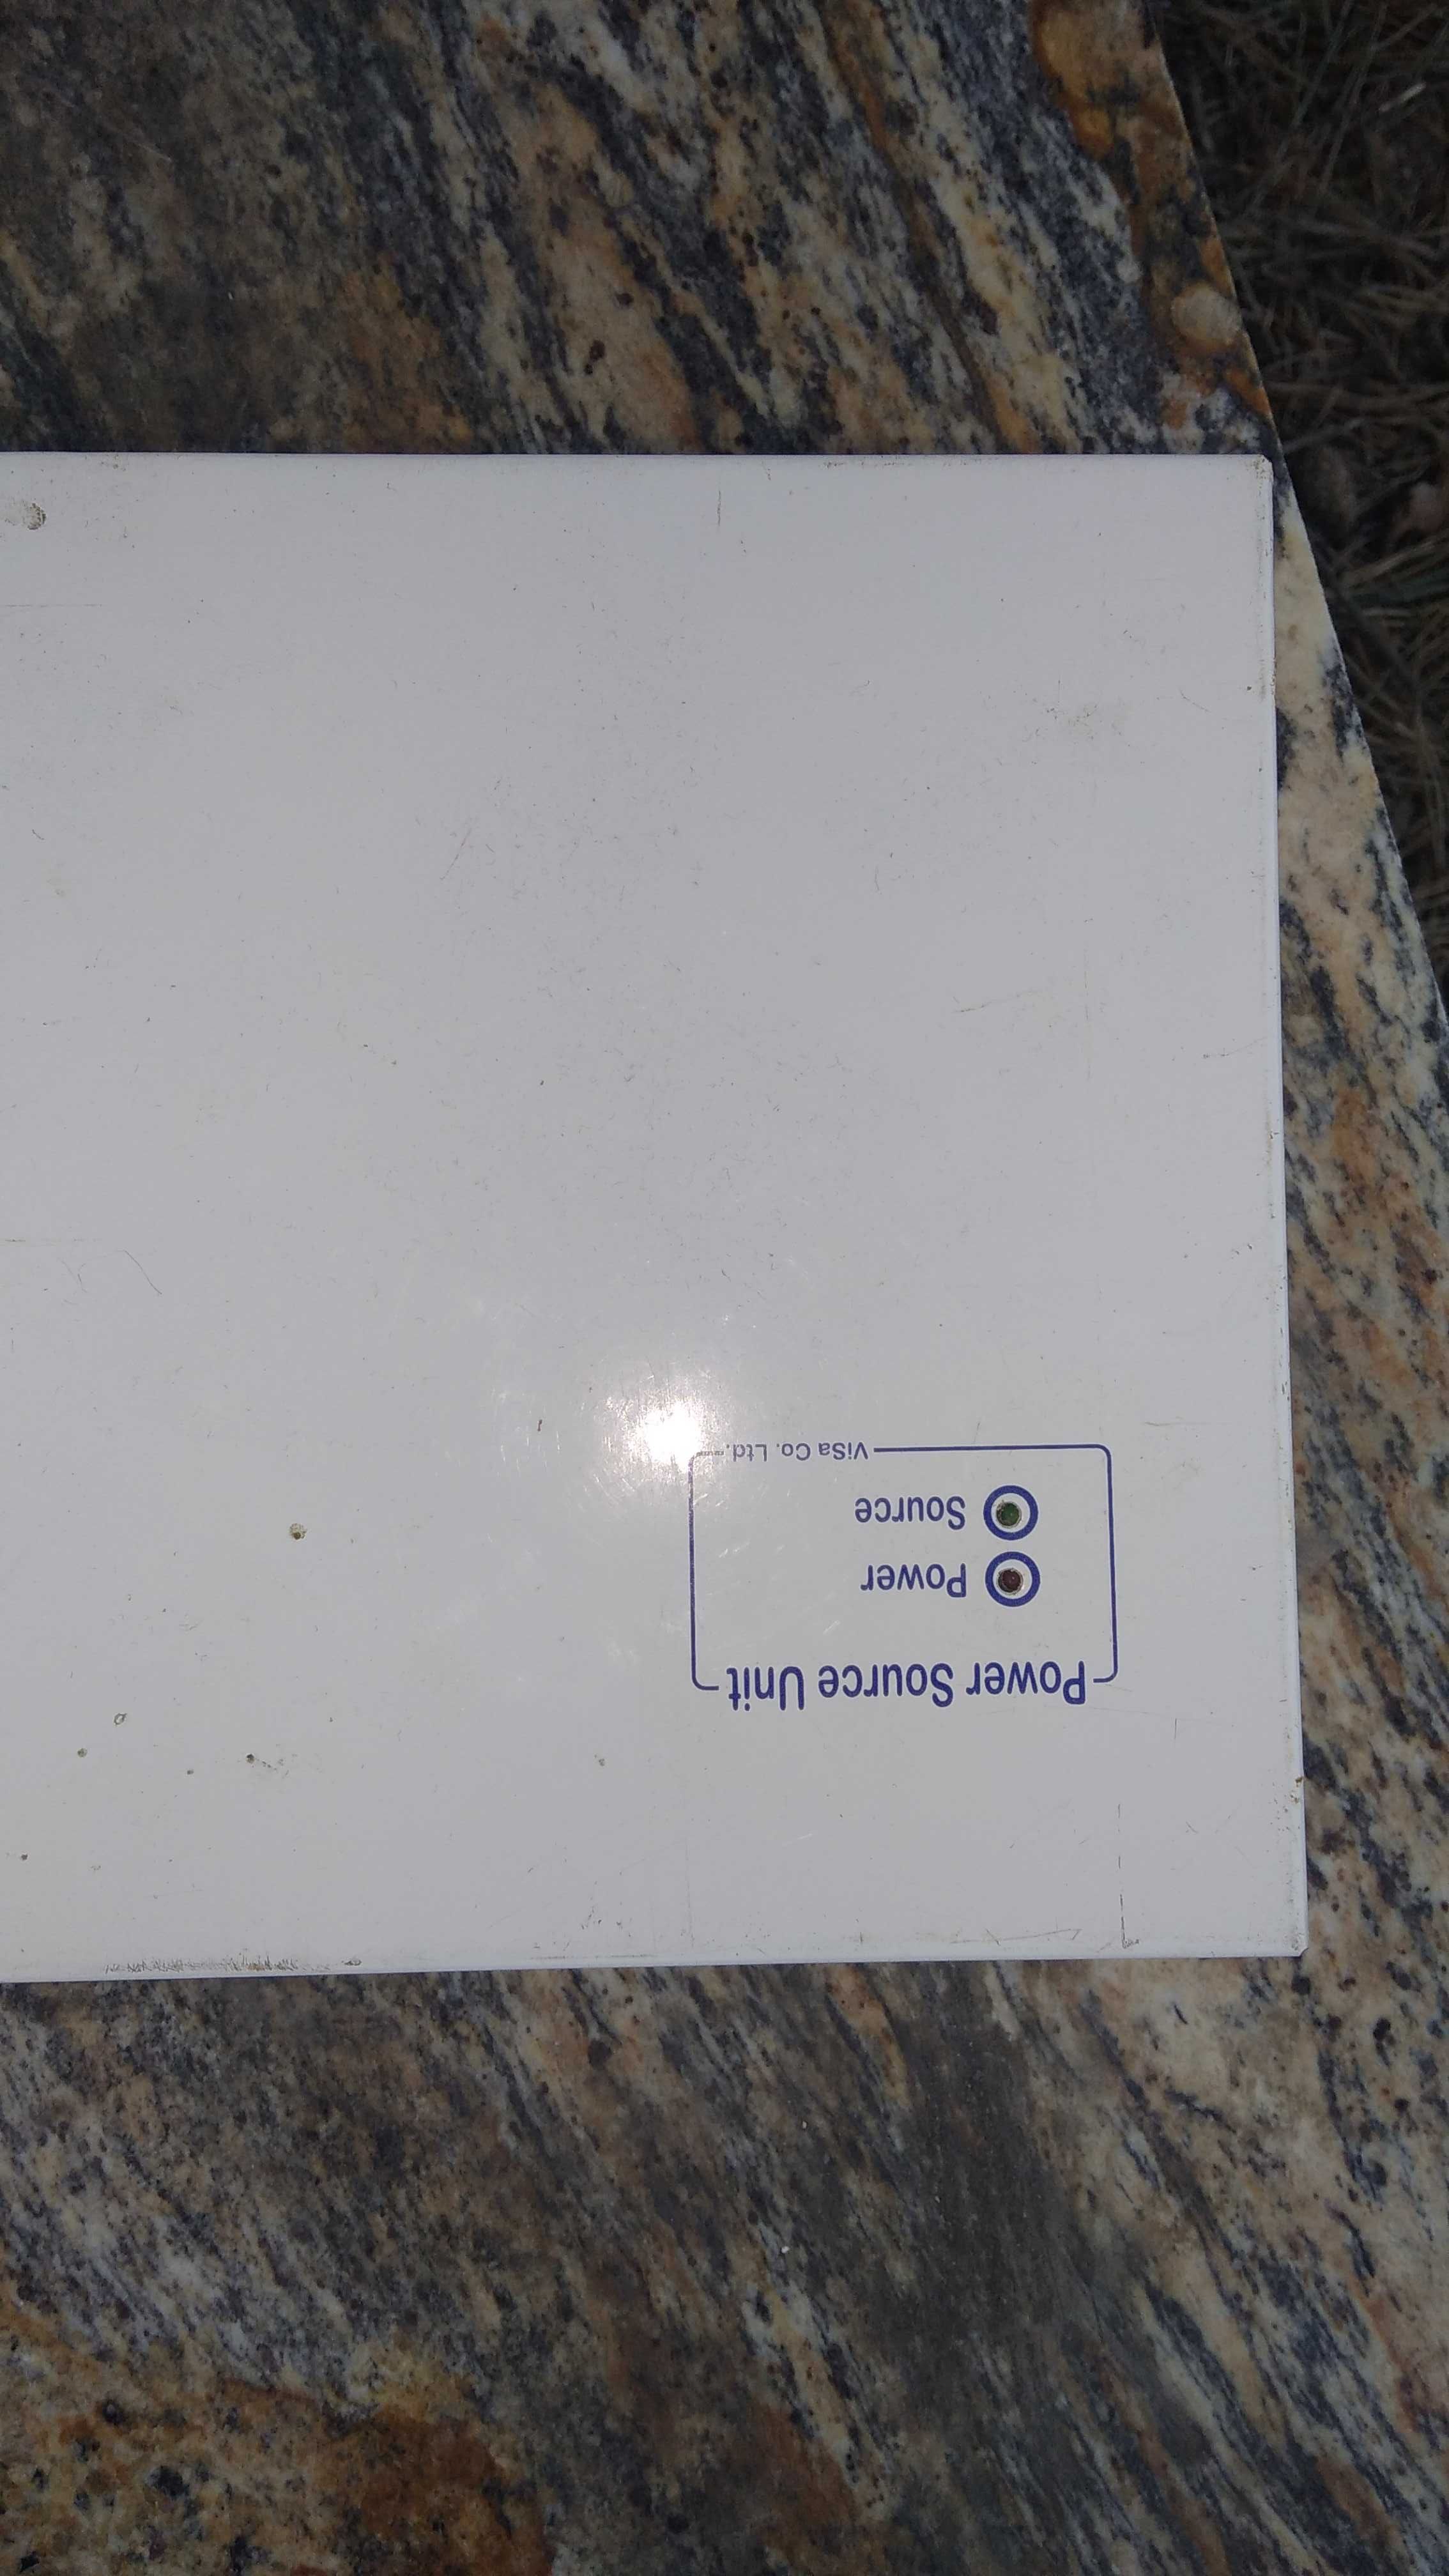 Power Source Unit
Power
Source
ViSa Co. Ltd.